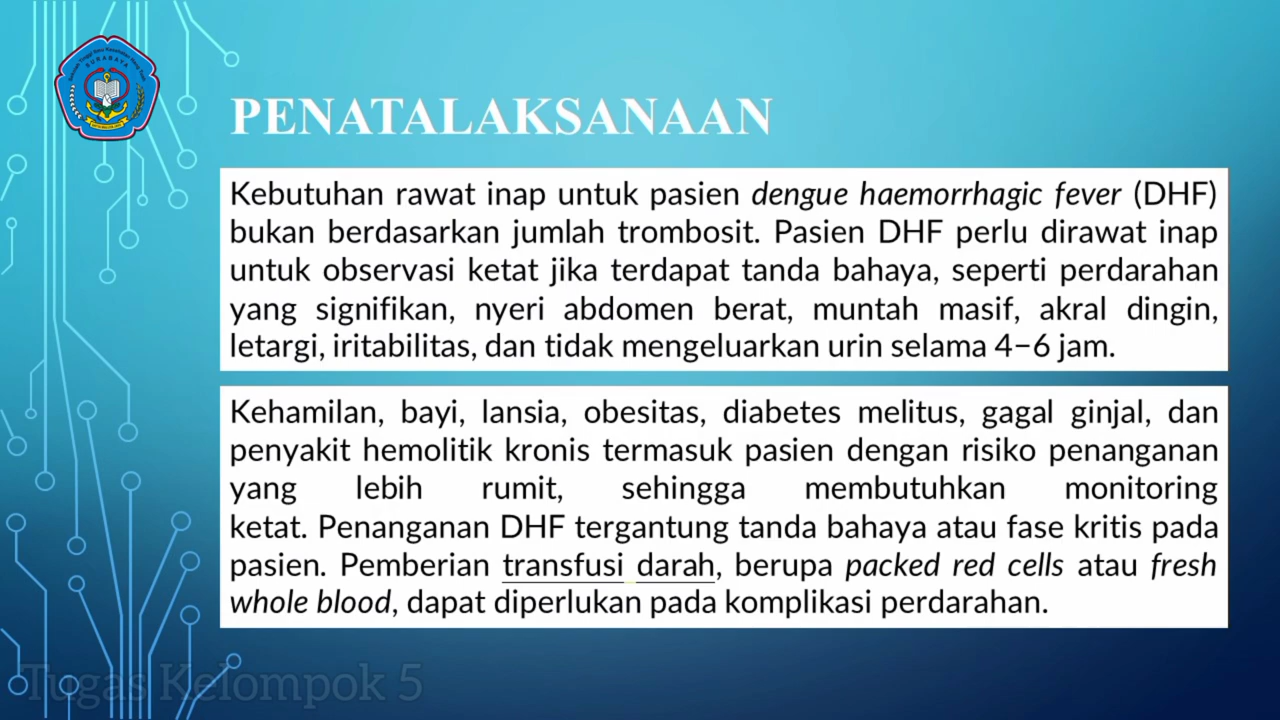 SURABAYA
PENATALAKSANAAN
Kebutuhan rawat inap untuk pasien dengue haemorrhagic fever (DHF)
bukan berdasarkan jumlah trombosit. Pasien DHF perlu dirawat inap
untuk observasi ketat jika terdapat tanda bahaya, seperti perdarahan
yang signifikan, nyeri abdomen berat, muntah masif, akral dingin,
letargi, iritabilitas, dan tidak mengeluarkan urin selama 4–6 jam.
Kehamilan, bayi, lansia, obesitas, diabetes melitus, gagal ginjal, dan
penyakit hemolitik kronis termasuk pasien dengan risiko penanganan
yang lebih rumit, sehingga membutuhkan monitoring
ketat. Penanganan DHF tergantung tanda bahaya atau fase kritis pada
pasien. Pemberian transfusi darah, berupa packed red cells atau fresh
whole blood, dapat diperlukan pada komplikasi perdarahan.
Tugas Kelompok 5